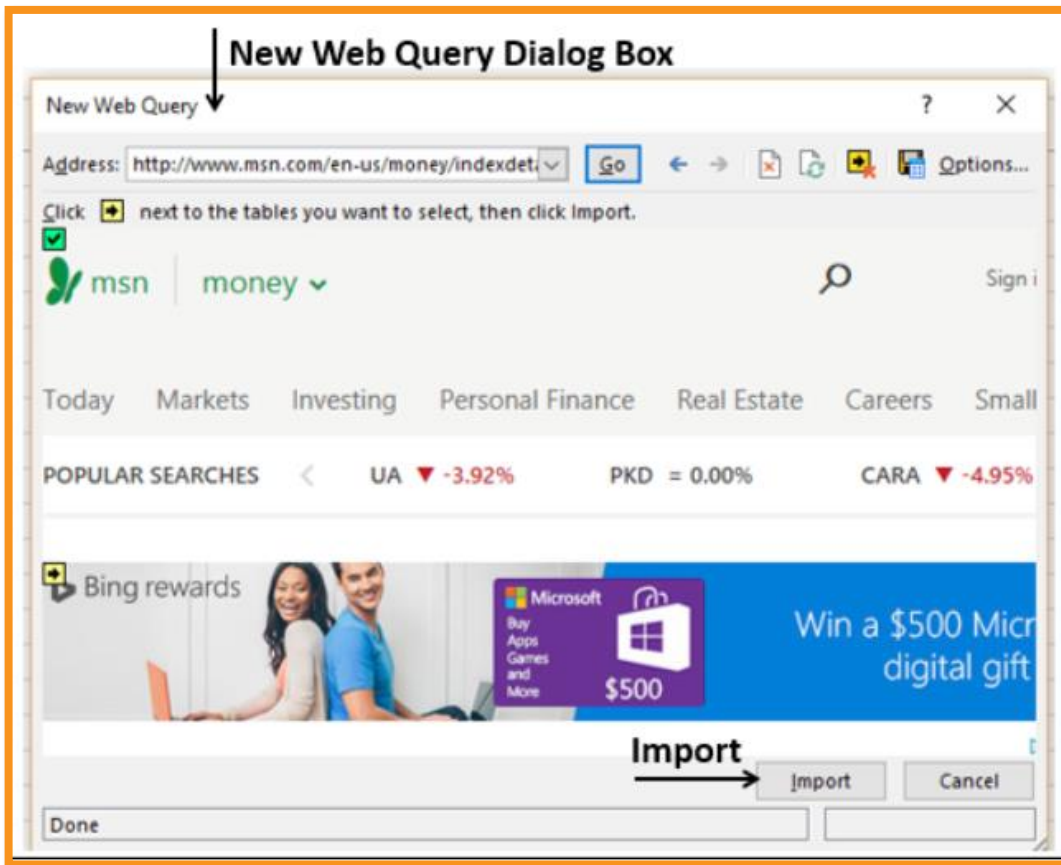 New Web Query Dialog Box
New Web Query ? ×
Address: http://www.msn.com/en-us/money/indexdeta Go Options...
Click next to the tables you want to select, then click Import.
msn money Sign i
Today Markets Investing Personal Finance Real Estate Careers Small
POPULAR SEARCHES < UA ▼ -3.92% PKD = 0.00% CARA ▼ -4.95%
Bing rewards
Microsoft
Buy
Apps
Games
and
More
$500
Win a $500 Micr
digital gift
Import
Import Cancel
Done